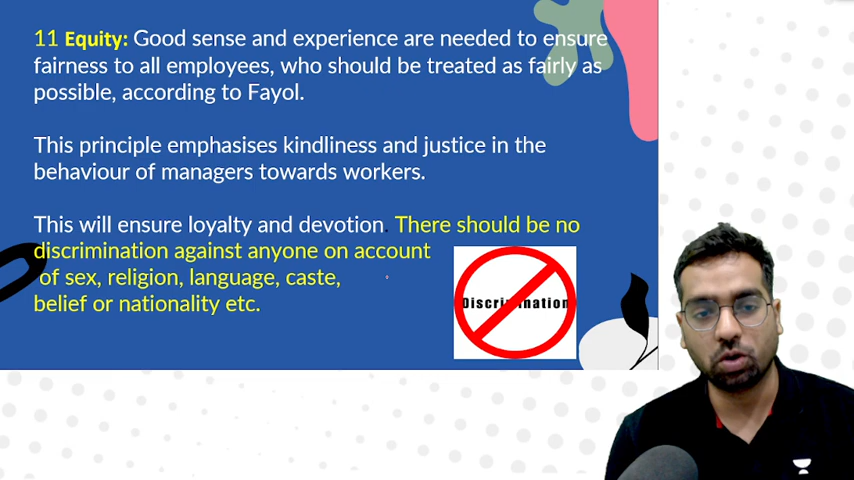 11 Equity: Good sense and experience are needed to ensure
fairness to all employees, who should be treated as fairly as
possible, according to Fayol.
This principle emphasises kindliness and justice in the
behaviour of managers towards workers.
This will ensure loyalty and devotion. There should be no
discrimination against anyone on account
of sex, religion, language, caste,
belief or nationality etc.
Discrimination